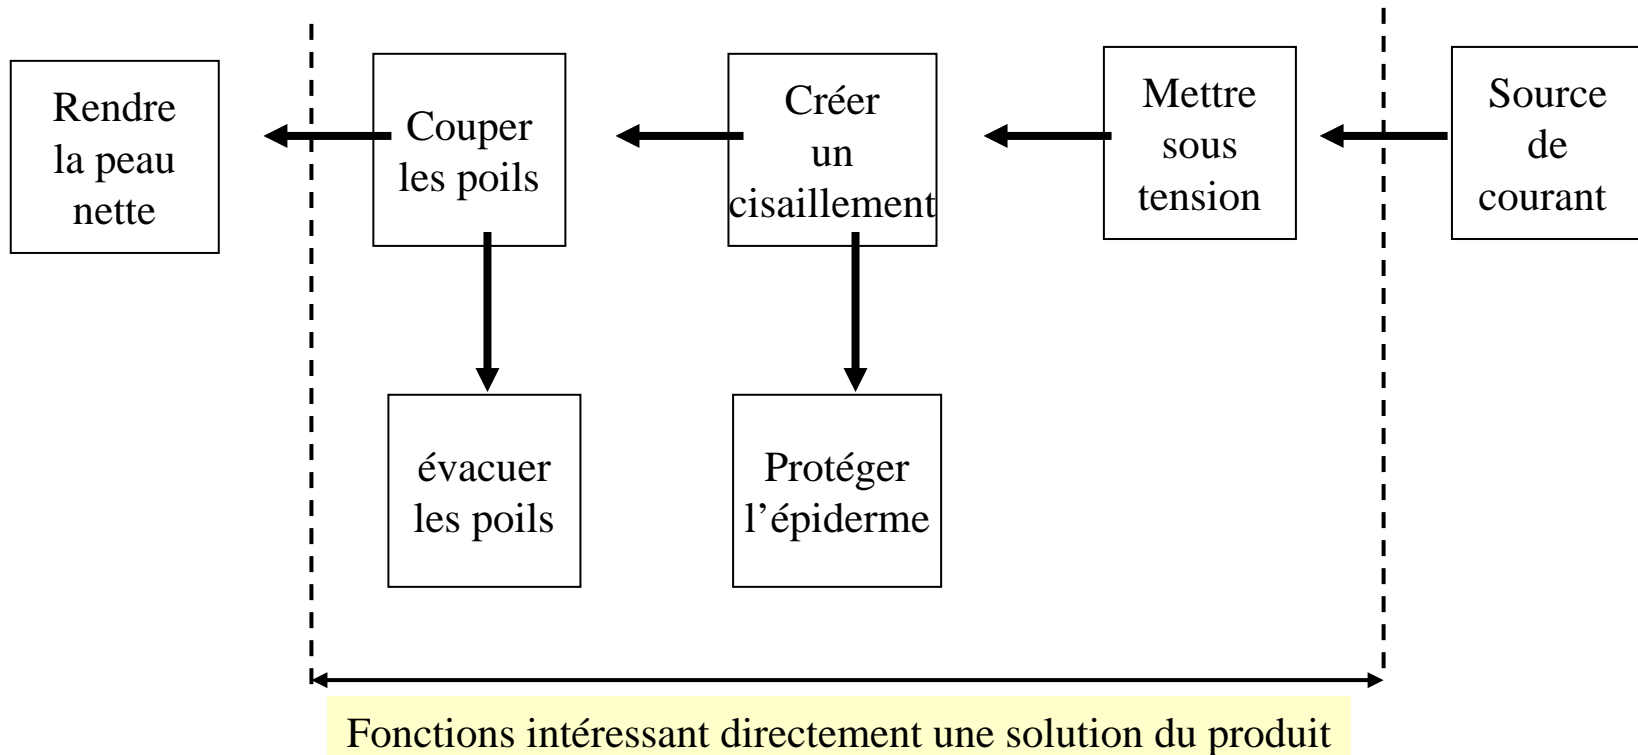 Rendre
la peau
nette
Couper
les poils
Créer
un
cisaillement
Mettre
sous
tension
Source
de
courant
évacuer
les poils
Protéger
l’épiderme
Fonctions intéressant directement une solution du produit